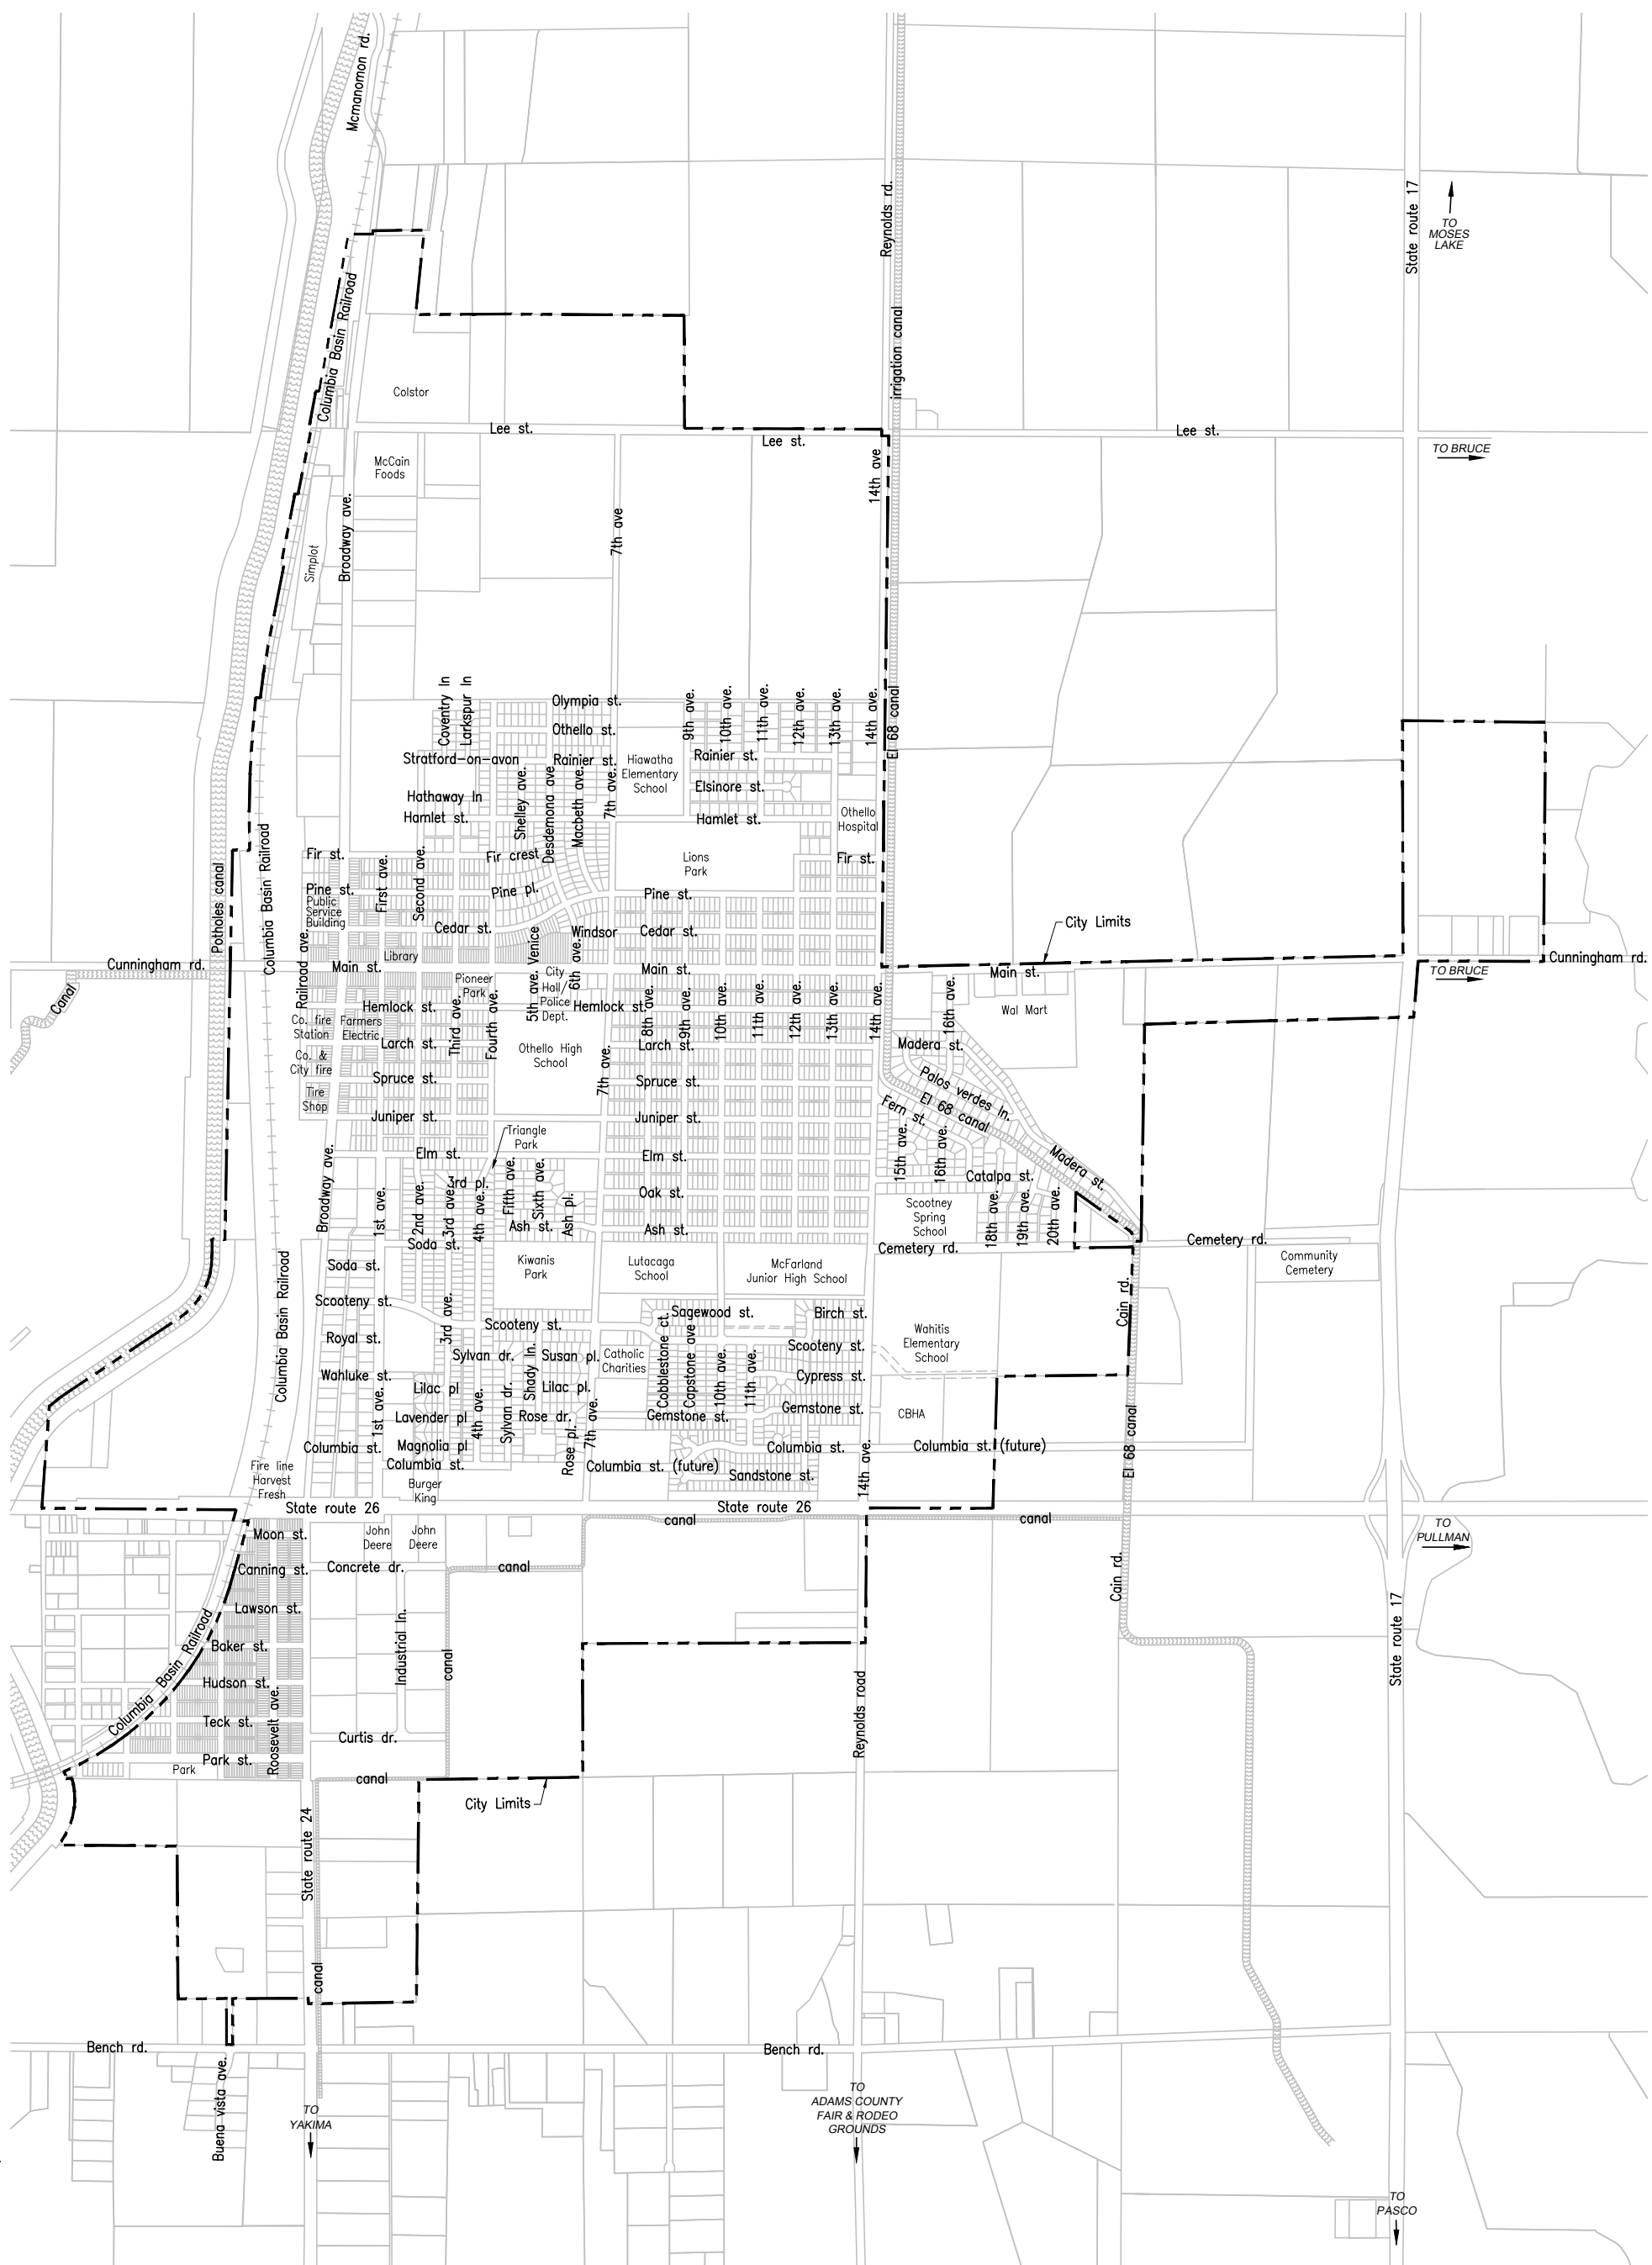 Mcmanomon rd.
Reynolds rd.
State route 17
TO
MOSES
LAKE
Columbia Basin Railroad
irrigation canal
Colstor
Lee st.
Lee st.
Lee st.
TO BRUCE
McCain
Foods
14th ave
Broadway ave.
7th ave
Simplot
Coventry ln
Larkspur ln
Olympia st.
Othello st.
9th ave.
10th ave.
11th ave.
12th ave.
13th ave.
14th ave.
El 68 canal
Stratford-on-avon
Rainier st.
Hiawatha
Elementary
School
Rainier st.
Elsinore st.
Hathaway ln
Hamlet st.
Shelley ave.
Desdemona ave
Macbeth ave.
7th ave.
Hamlet st.
Othello
Hospital
Fir st.
First ave.
Second ave.
Fir crest
Lions
Park
Fir st.
Columbia Basin Railroad
Potholes canal
Pine st.
Pine pl.
Pine st.
Public
Service
Building
Cedar st.
Windsor
Cedar st.
City Limits
Railroad ave.
Venice
6th ave.
Library
Cunningham rd.
Main st.
Main st.
Main st.
Cunningham rd.
TO BRUCE
Canal
Pioneer
Park
City
Hall/
Police
Dept.
5th ave.
Hemlock st.
Hemlock st.
8th ave.
9th ave.
10th ave.
11th ave.
12th ave.
13th ave.
14th ave.
16th ave.
Wal Mart
Co. fire
Station
Farmers
Electric
Third ave.
Fourth ave.
Larch st.
Othello High
School
Larch st.
Madera st.
Co. &
City fire
7th ave.
Spruce st.
Spruce st.
Palos verdes ln.
Tire
Shop
El 68 canal
Fern st.
Juniper st.
Juniper st.
Triangle
Park
Elm st.
Elm st.
15th ave.
16th ave.
Madera st.
Broadway ave.
1st ave.
2nd ave.
3rd ave.
3rd pl.
4th ave.
Fifth ave.
Sixth ave.
Ash pl.
Oak st.
Catalpa st.
Ash st.
Ash st.
Scootney
Spring
School
18th ave.
19th ave.
20th ave.
Soda st.
Cemetery rd.
Cemetery rd.
Soda st.
Kiwanis
Park
Lutacaga
School
McFarland
Junior High School
Community
Cemetery
Columbia Basin Railroad
Scooteny st.
3rd ave.
Scooteny st.
Sagewood st.
Birch st.
Cain rd.
Royal st.
Scooteny st.
Wahitis
Elementary
School
Sylvan dr.
Susan pl.
Catholic
Charities
Cobblestone ct.
Capstone ave
10th ave.
11th ave.
Wahluke st.
Shady ln.
Cypress st.
Lilac pl
Lilac pl.
1st ave.
Lavender pl
4th ave.
Sylvan dr.
Rose dr.
Gemstone st.
Gemstone st.
CBHA
Columbia st.
Magnolia pl
Columbia st.
Rose pl.
7th ave.
Columbia st.
Columbia st. (future)
El 68 canal
Columbia st. (future)
Sandstone st.
14th ave.
Fire line
Harvest
Fresh
Burger
King
State route 26
State route 26
canal
canal
TO
PULLMAN
Moon st.
John
Deere
John
Deere
Canning st.
Concrete dr.
canal
Cain rd.
Lawson st.
Columbia Basin Railroad
Baker st.
Industrial ln.
canal
State route 17
Hudson st.
Reynolds road
Teck st.
Roosevelt ave.
Curtis dr.
Park st.
Park
canal
City Limits
State route 24
canal
Bench rd.
Bench rd.
Buena vista ave.
TO
YAKIMA
TO
ADAMS COUNTY
FAIR & RODEO
GROUNDS
TO
PASCO